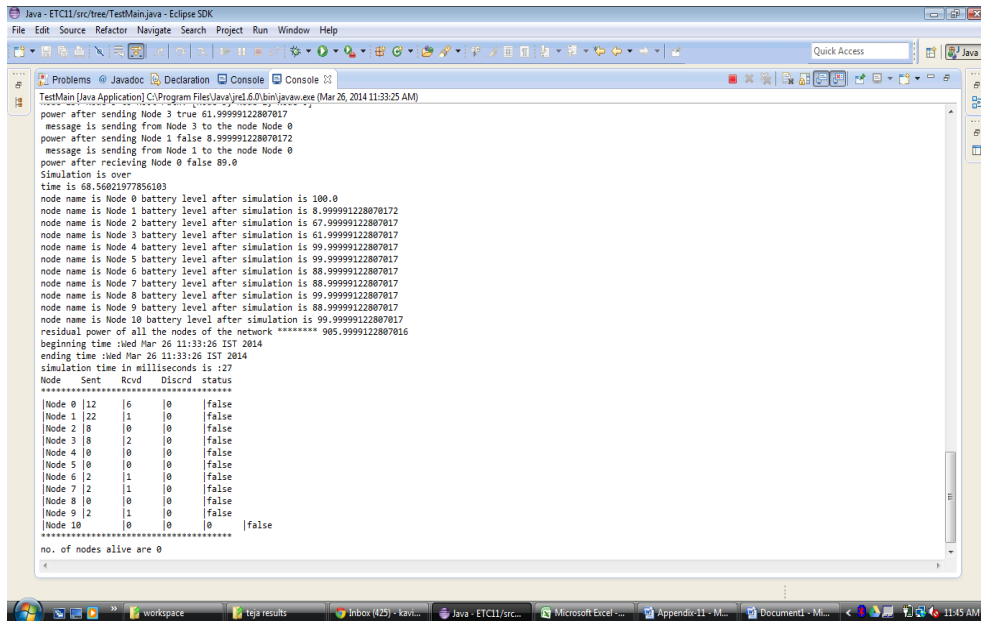 Java - ETC11/src/tree/TestMain.java - Eclipse SDK
File Edit Source Refactor Navigate Search Project Run Window Help
Quick Access
Java
Problems @ Javadoc Declaration Console Console
TestMain [Java Application] C:\Program Files\Java\jre1.6.0\bin\javaw.exe (Mar 26, 2014 11:33:25 AM)
power after sending Node 3 true 61.99999122807017
message is sending from Node 3 to the node Node 0
power after sending Node 1 false 8.999991228070172
message is sending from Node 1 to the node Node 0
power after recieving Node 0 false 89.0
Simulation is over
time is 68.56021977856103
node name is Node 0 battery level after simulation is 100.0
node name is Node 1 battery level after simulation is 8.999991228070172
node name is Node 2 battery level after simulation is 67.99999122807017
node name is Node 3 battery level after simulation is 61.99999122807017
node name is Node 4 battery level after simulation is 99.99999122807017
node name is Node 5 battery level after simulation is 99.99999122807017
node name is Node 6 battery level after simulation is 88.99999122807017
node name is Node 7 battery level after simulation is 88.99999122807017
node name is Node 8 battery level after simulation is 99.99999122807017
node name is Node 9 battery level after simulation is 88.99999122807017
node name is Node 10 battery level after simulation is 99.99999122807017
residual power of all the nodes of the network ******** 905.9999122807016
beginning time :Wed Mar 26 11:33:26 IST 2014
ending time :Wed Mar 26 11:33:26 IST 2014
simulation time in milliseconds is :27
Node Sent Rcvd Discrd status
**************************************
|Node 0 |12 |6 |0 |false
|Node 1 |22 |1 |0 |false
|Node 2 |8 |0 |0 |false
|Node 3 |8 |2 |0 |false
|Node 4 |0 |0 |0 |false
|Node 5 |0 |0 |0 |false
|Node 6 |2 |1 |0 |false
|Node 7 |2 |1 |0 |false
|Node 8 |0 |0 |0 |false
|Node 9 |2 |1 |0 |false
|Node 10 |0 |0 |0 |false
**************************************
no. of nodes alive are 0
workspace teja results Inbox (425) - kavi... Java - ETC11/src... Microsoft Excel -... Appendix-11 - M... Document1 - Mi... 11:45 AM